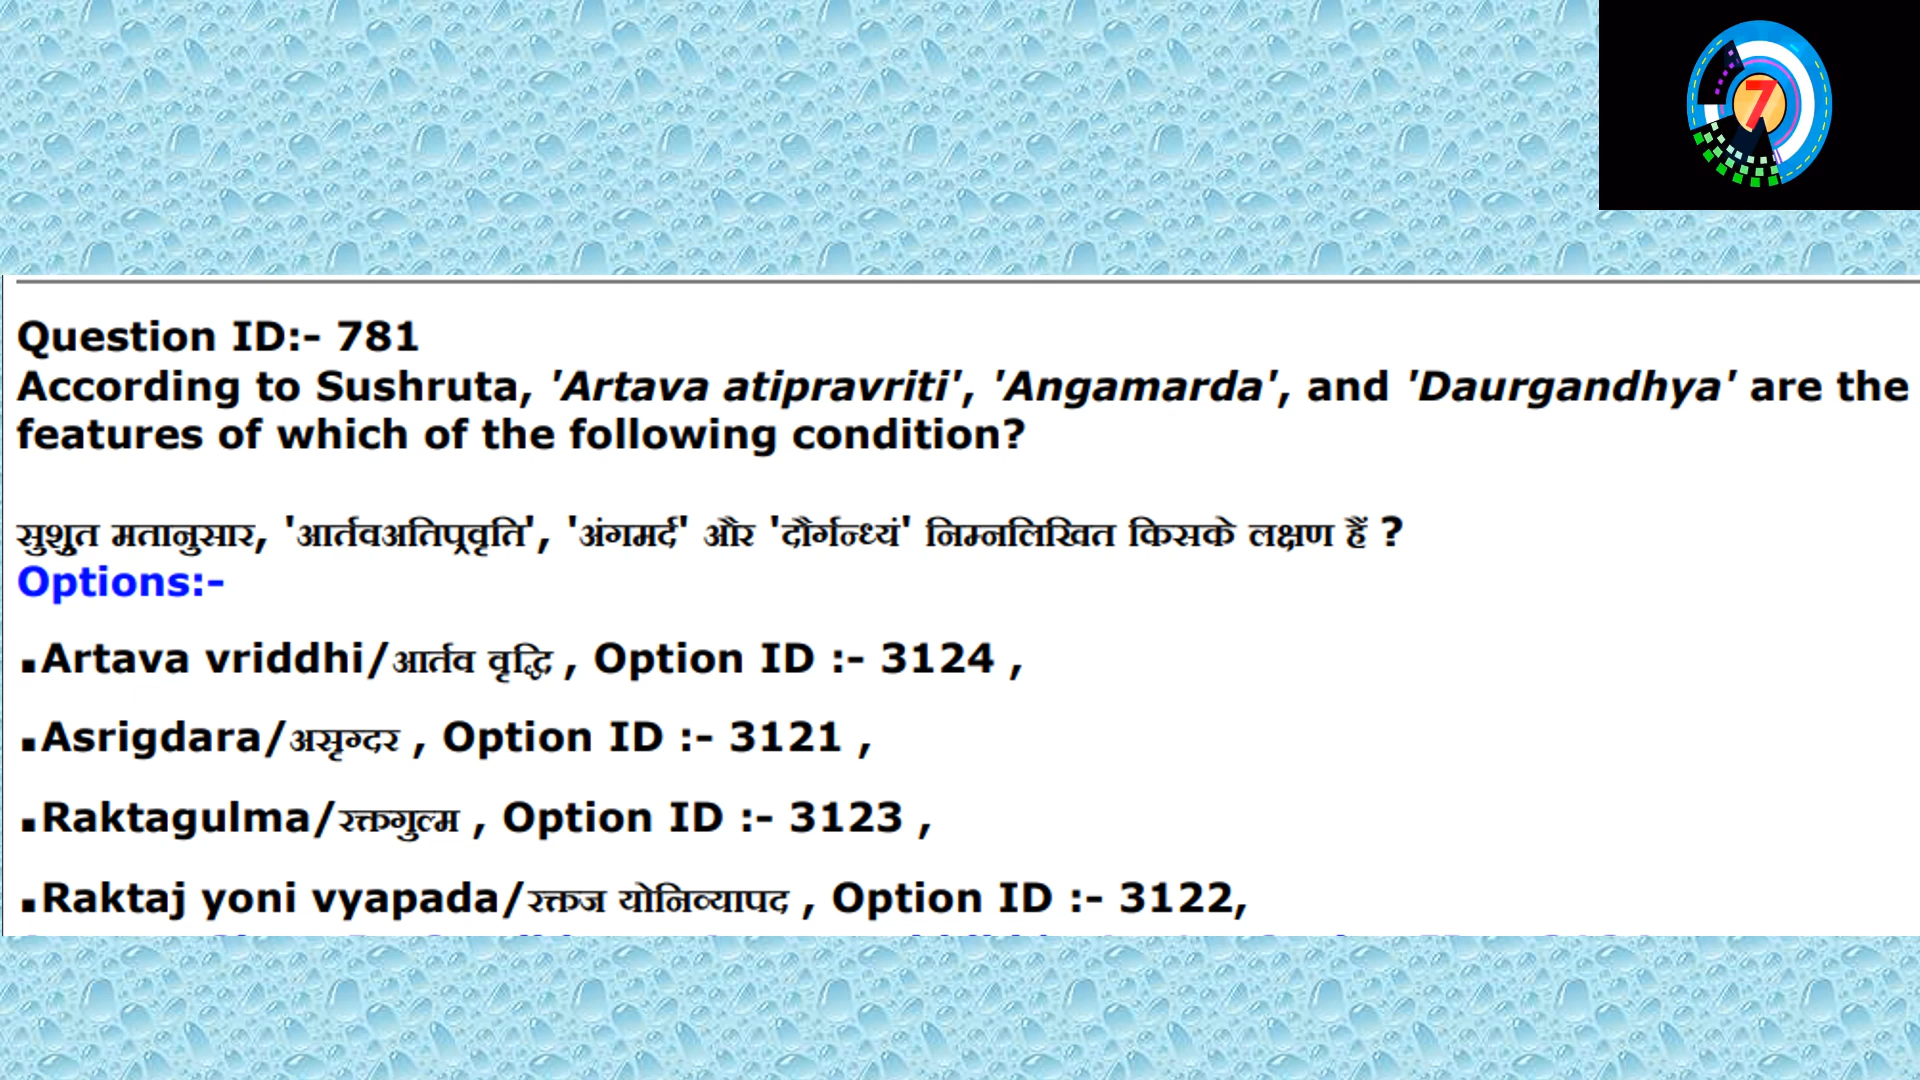 7
Question ID:- 781
According to Sushruta, 'Artava atipravriti', 'Angamarda', and 'Daurgandhya' are the
features of which of the following condition?
सुश्रुत मतानुसार, 'आर्तवअतिप्रवृति', 'अंगमर्द' और 'दौर्गन्ध्यं' निम्नलिखित किसके लक्षण हैं ?
Options:-
▪Artava vriddhi/आर्तव वृद्धि , Option ID :- 3124 ,
▪Asrigdara/असृग्दर , Option ID :- 3121 ,
▪Raktagulma/रक्तगुल्म , Option ID :- 3123 ,
▪Raktaj yoni vyapada/रक्तज योनिव्यापद , Option ID :- 3122,